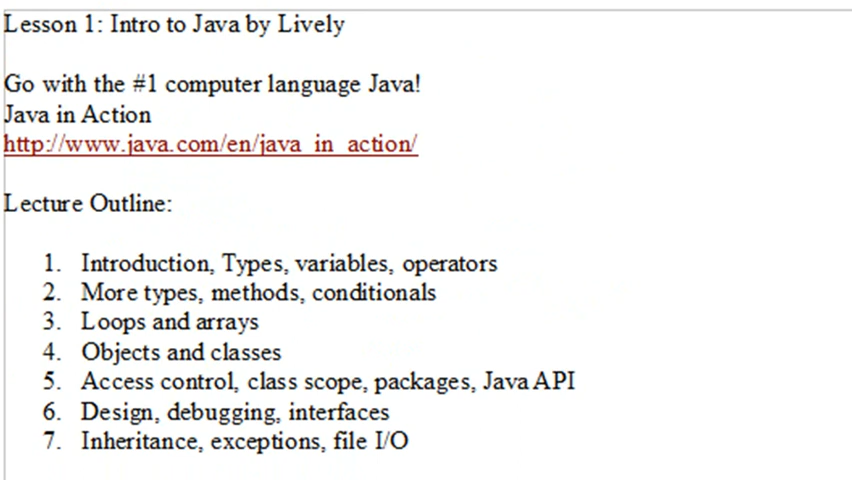 Lesson 1: Intro to Java by Lively
Go with the #1 computer language Java!
Java in Action
http://www.java.com/en/java_in_action/
Lecture Outline:
1. Introduction, Types, variables, operators
2. More types, methods, conditionals
3. Loops and arrays
4. Objects and classes
5. Access control, class scope, packages, Java API
6. Design, debugging, interfaces
7. Inheritance, exceptions, file I/O